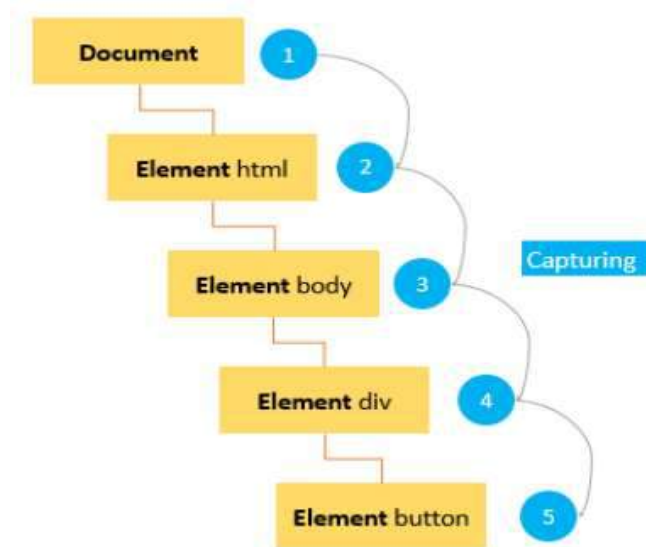 Document 1
Element html 2
Capturing
Element body 3
Element div 4
Element button 5